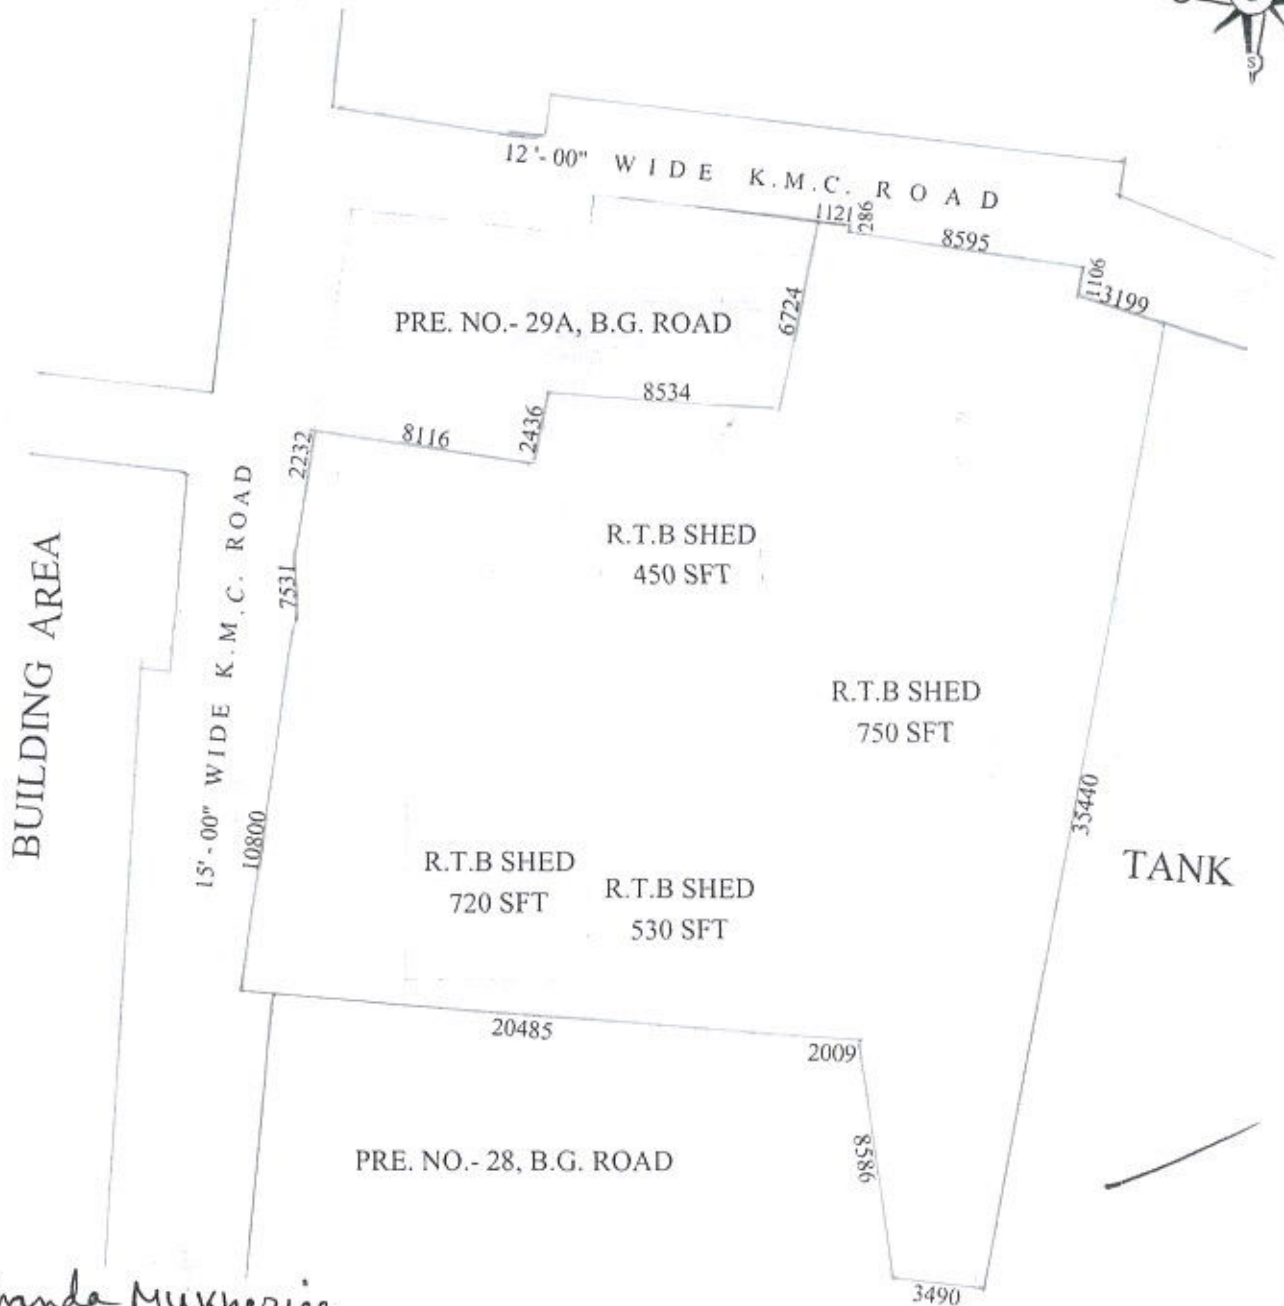 S
12'- 00" WIDE K.M.C. ROAD
1121
286
8595
1106
3199
PRE. NO.- 29A, B.G. ROAD
6724
8534
2436
8116
2232
7531
15'- 00" WIDE K.M.C. ROAD
BUILDING AREA
R.T.B SHED
450 SFT
R.T.B SHED
750 SFT
35440
10800
TANK
R.T.B SHED
720 SFT
R.T.B SHED
530 SFT
20485
2009
PRE. NO.- 28, B.G. ROAD
8586
3490